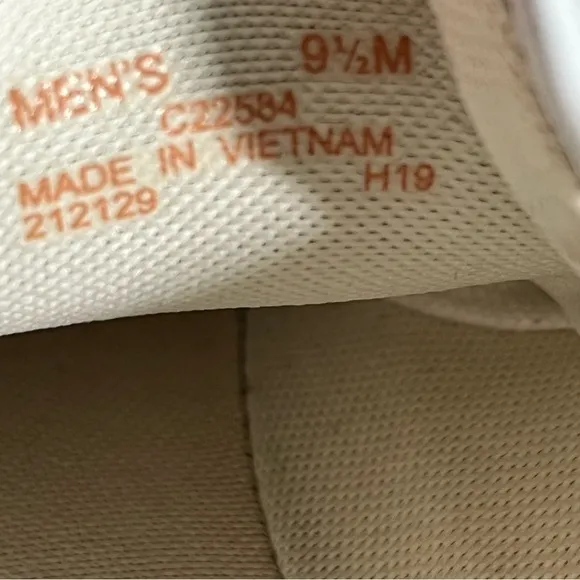 MEN'S 9½M
C22584
MADE IN VIETNAM
212129 H19